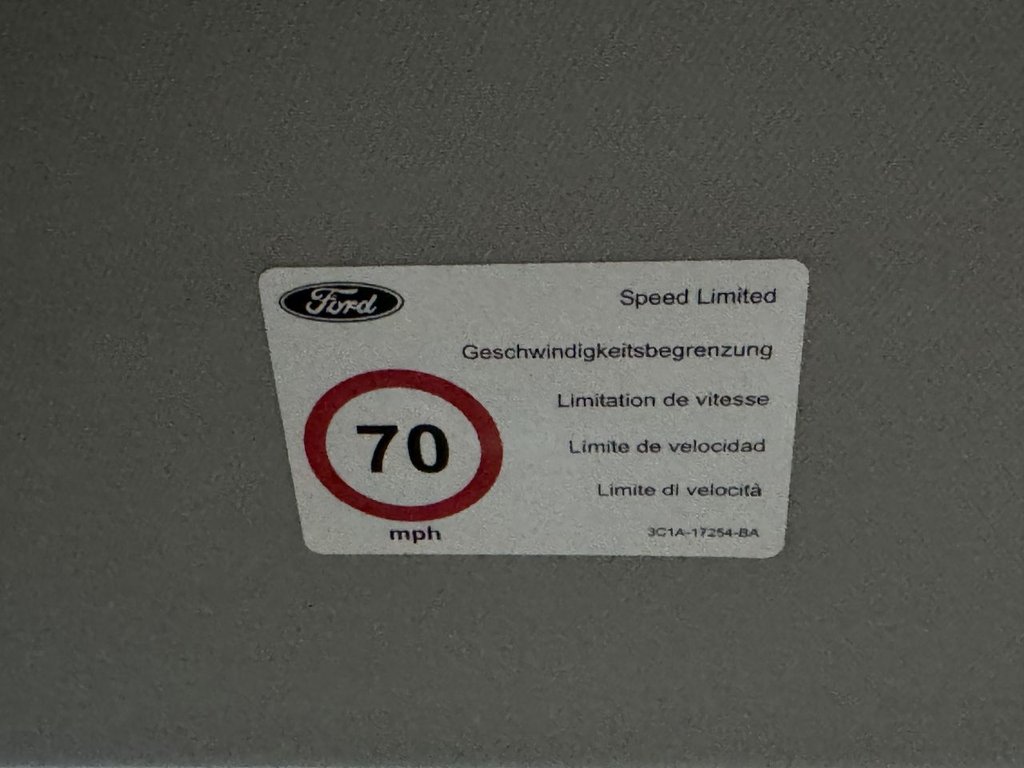 Ford
Speed Limited
Geschwindigkeitsbegrenzung
Limitation de vitesse
70
Limite de velocidad
Limite di velocità
mph
3C1A-17254-BA